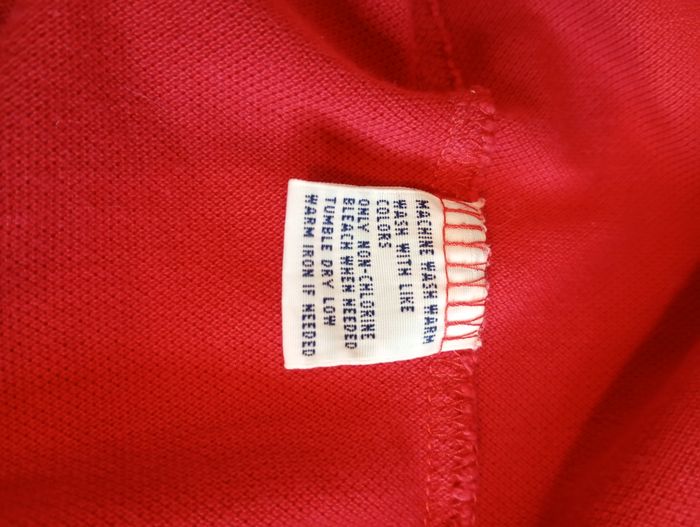 MACHINE WASH WARM
WASH WITH LIKE
COLORS
ONLY NON-CHLORINE
BLEACH WHEN NEEDED
TUMBLE DRY LOW
WARM IRON IF NEEDED